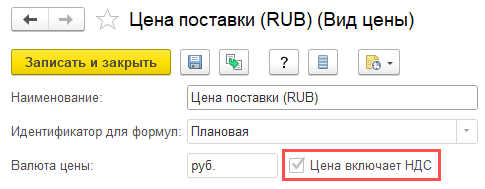 Цена поставки (RUB) (Вид цены)
Записать и закрыть ?
Наименование: Цена поставки (RUB)
Идентификатор для формул: Плановая
Валюта цены: руб. Цена включает НДС